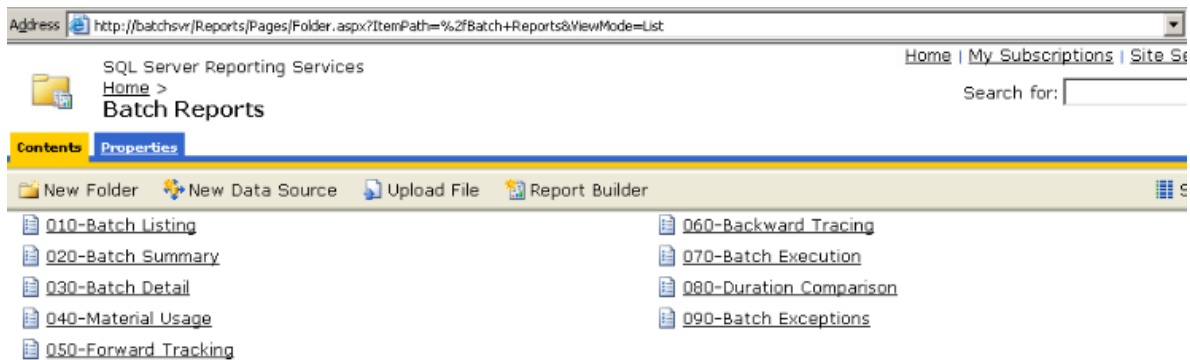 Address http://batchsvr/Reports/Pages/Folder.aspx?ItemPath=%2fBatch+Reports&ViewMode=List
Home | My Subscriptions | Site Se
SQL Server Reporting Services
Home >
Search for:
Batch Reports
Contents Properties
New Folder New Data Source Upload File Report Builder S
010-Batch Listing
020-Batch Summary
030-Batch Detail
040-Material Usage
050-Forward Tracking
060-Backward Tracing
070-Batch Execution
080-Duration Comparison
090-Batch Exceptions